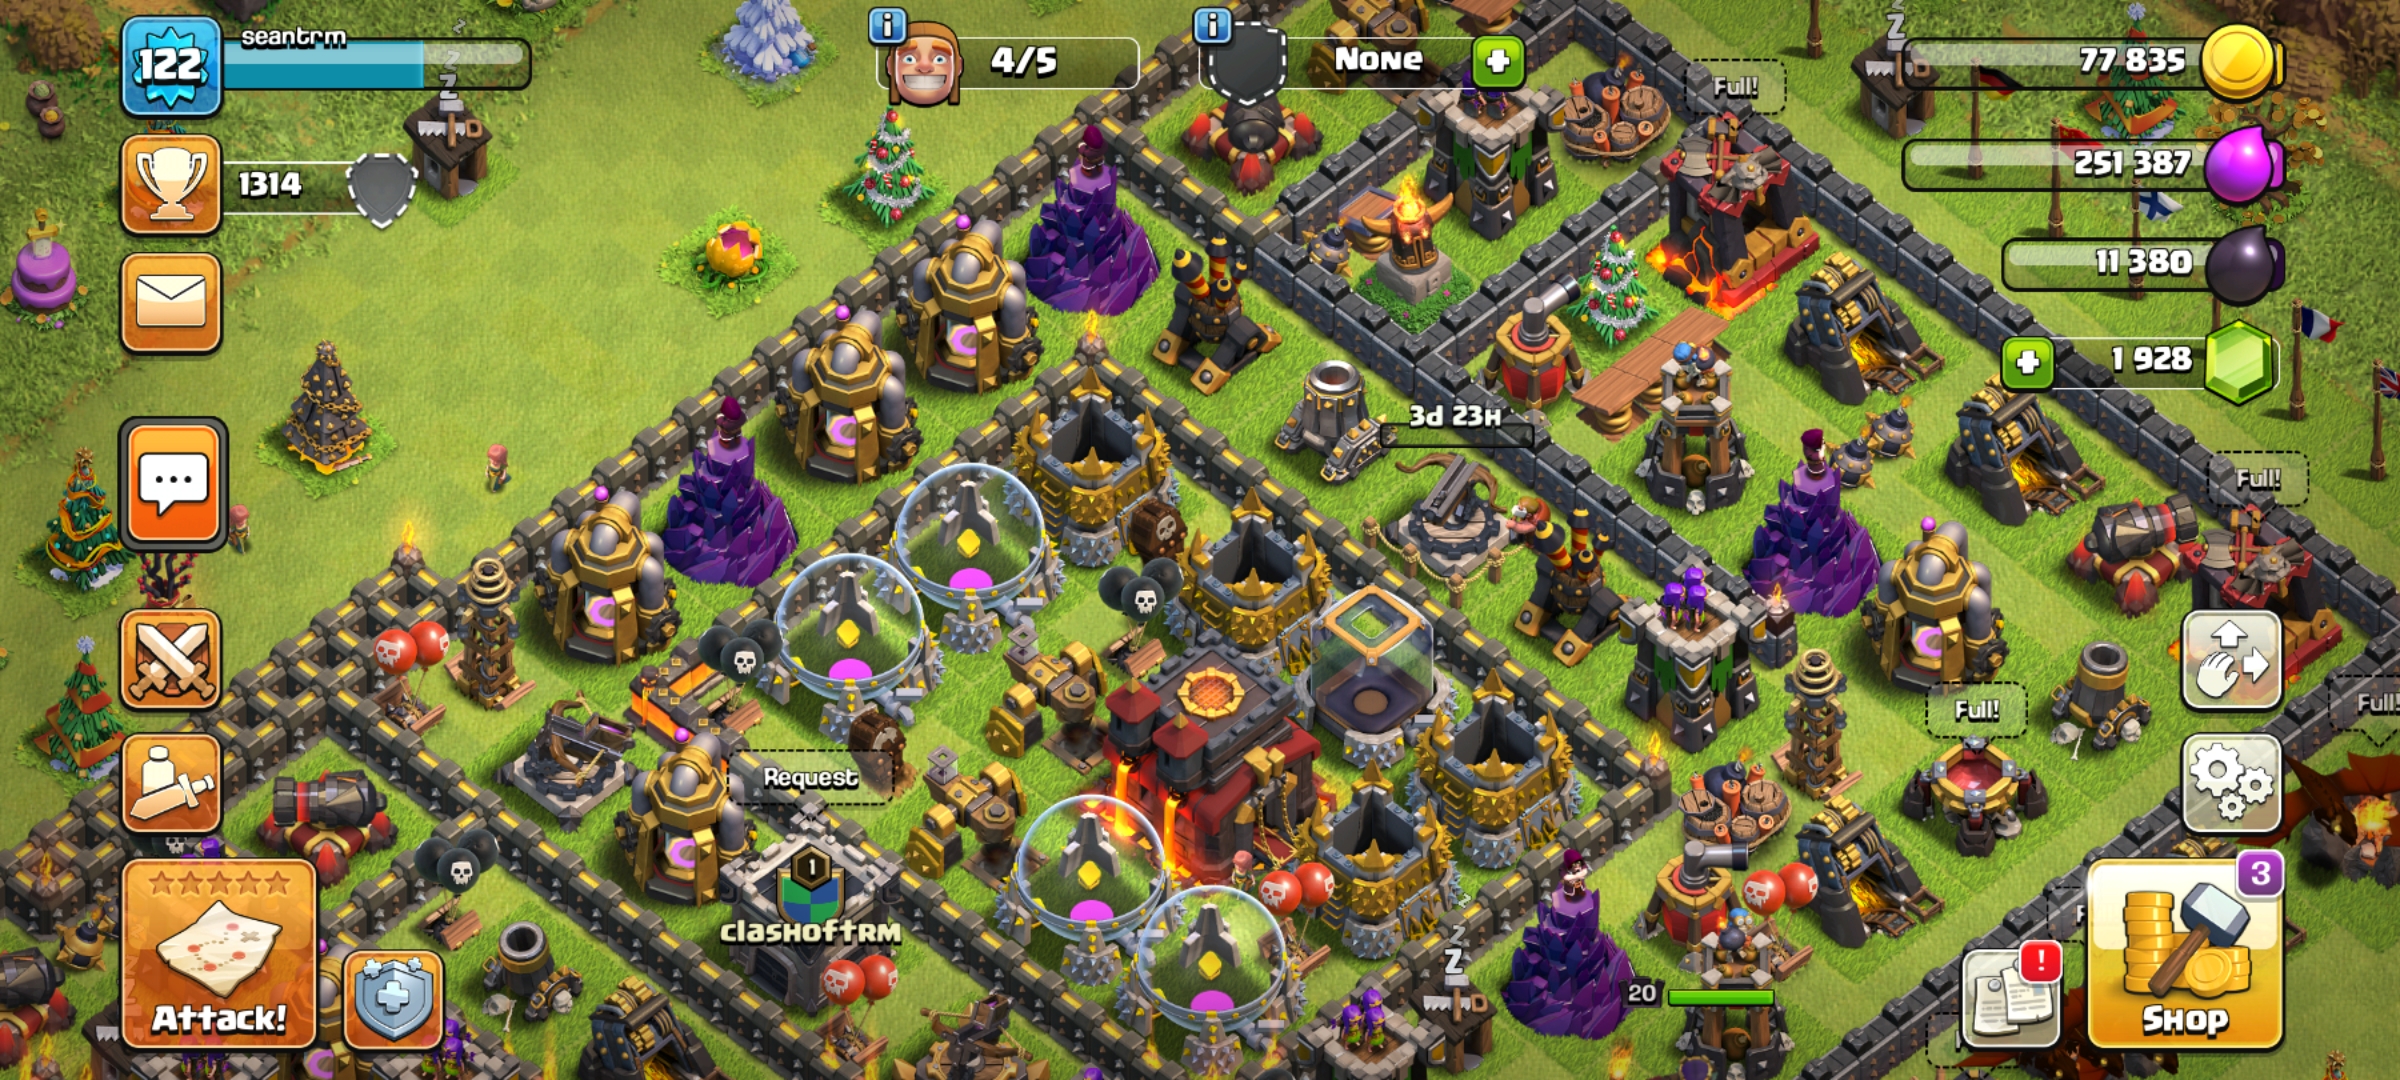 seantrm
122
4/5
None
77 835
Full!
1314
251 387
11 380
1 928
3d 23H
Full!
Full!
Full!
Request
1
clashoftRM
3
20
Attack!
Shop